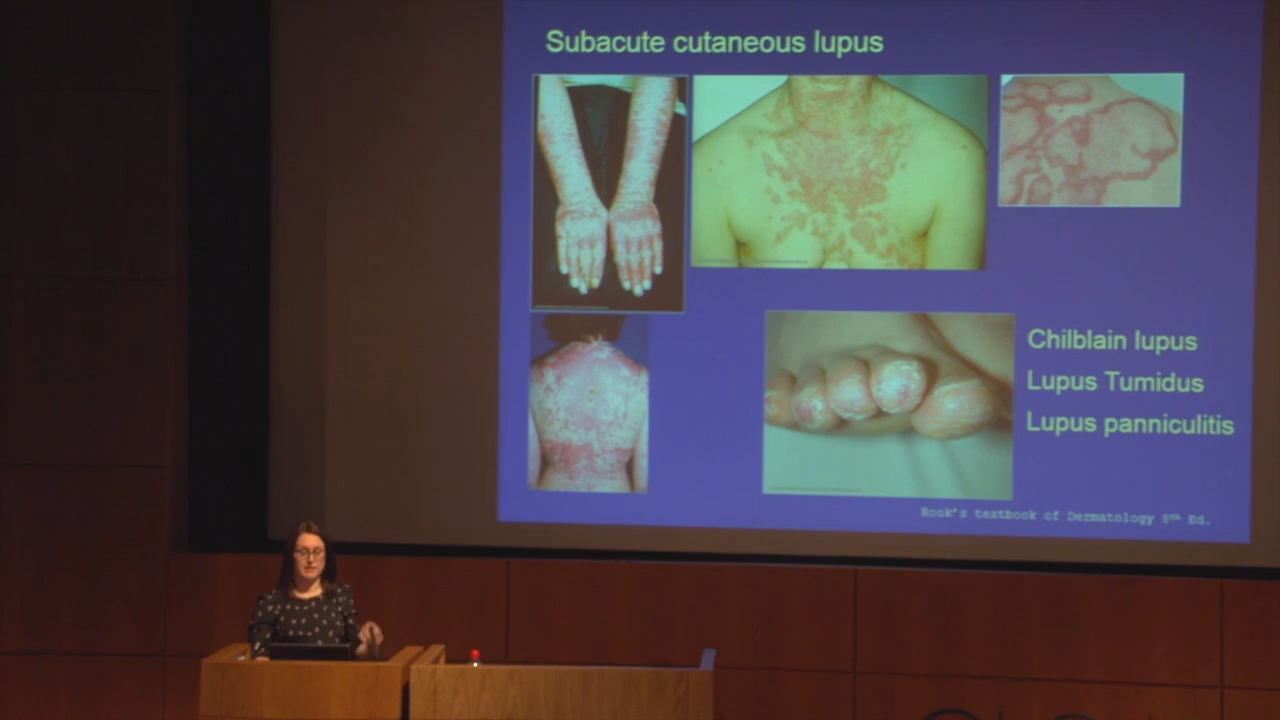 Subacute cutaneous lupus
Chilblain lupus
Lupus Tumidus
Lupus panniculitis
Rook's textbook of Dermatology 8th Ed.